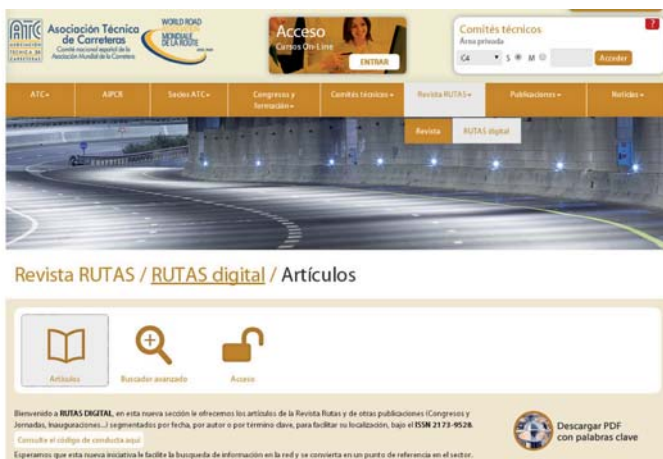 ATC
ASOCIACIÓN
TÉCNICA DE
CARRETERAS
Asociación Técnica
de Carreteras
Comité nacional español de la
Asociación Mundial de la Carretera
WORLD ROAD
ASSOCIATION
MONDIALE
DE LA ROUTE
Acceso
Cursos On-Line
ENTRAR
Comités técnicos
Área privada
?
C4 S M Acceder
ATC AIPCR Socios ATC Congresos y formación Comités técnicos Revista RUTAS Publicaciones Noticias
Revista RUTAS digital
Revista RUTAS / RUTAS digital / Artículos
Artículos Buscador avanzado Acceso
Bienvenido a RUTAS DIGITAL, en esta nueva sección le ofrecemos los artículos de la Revista Rutas y de otras publicaciones (Congresos y
Jornadas, Inauguraciones...) segmentados por fecha, por autor o por término clave, para facilitar su localización, bajo el ISSN 2173-9528.
Consulte el código de conducta aquí
Esperamos que esta nueva iniciativa le facilite la busqueda de información en la red y se convierta en un punto de referencia en el sector.
Descargar PDF
con palabras clave